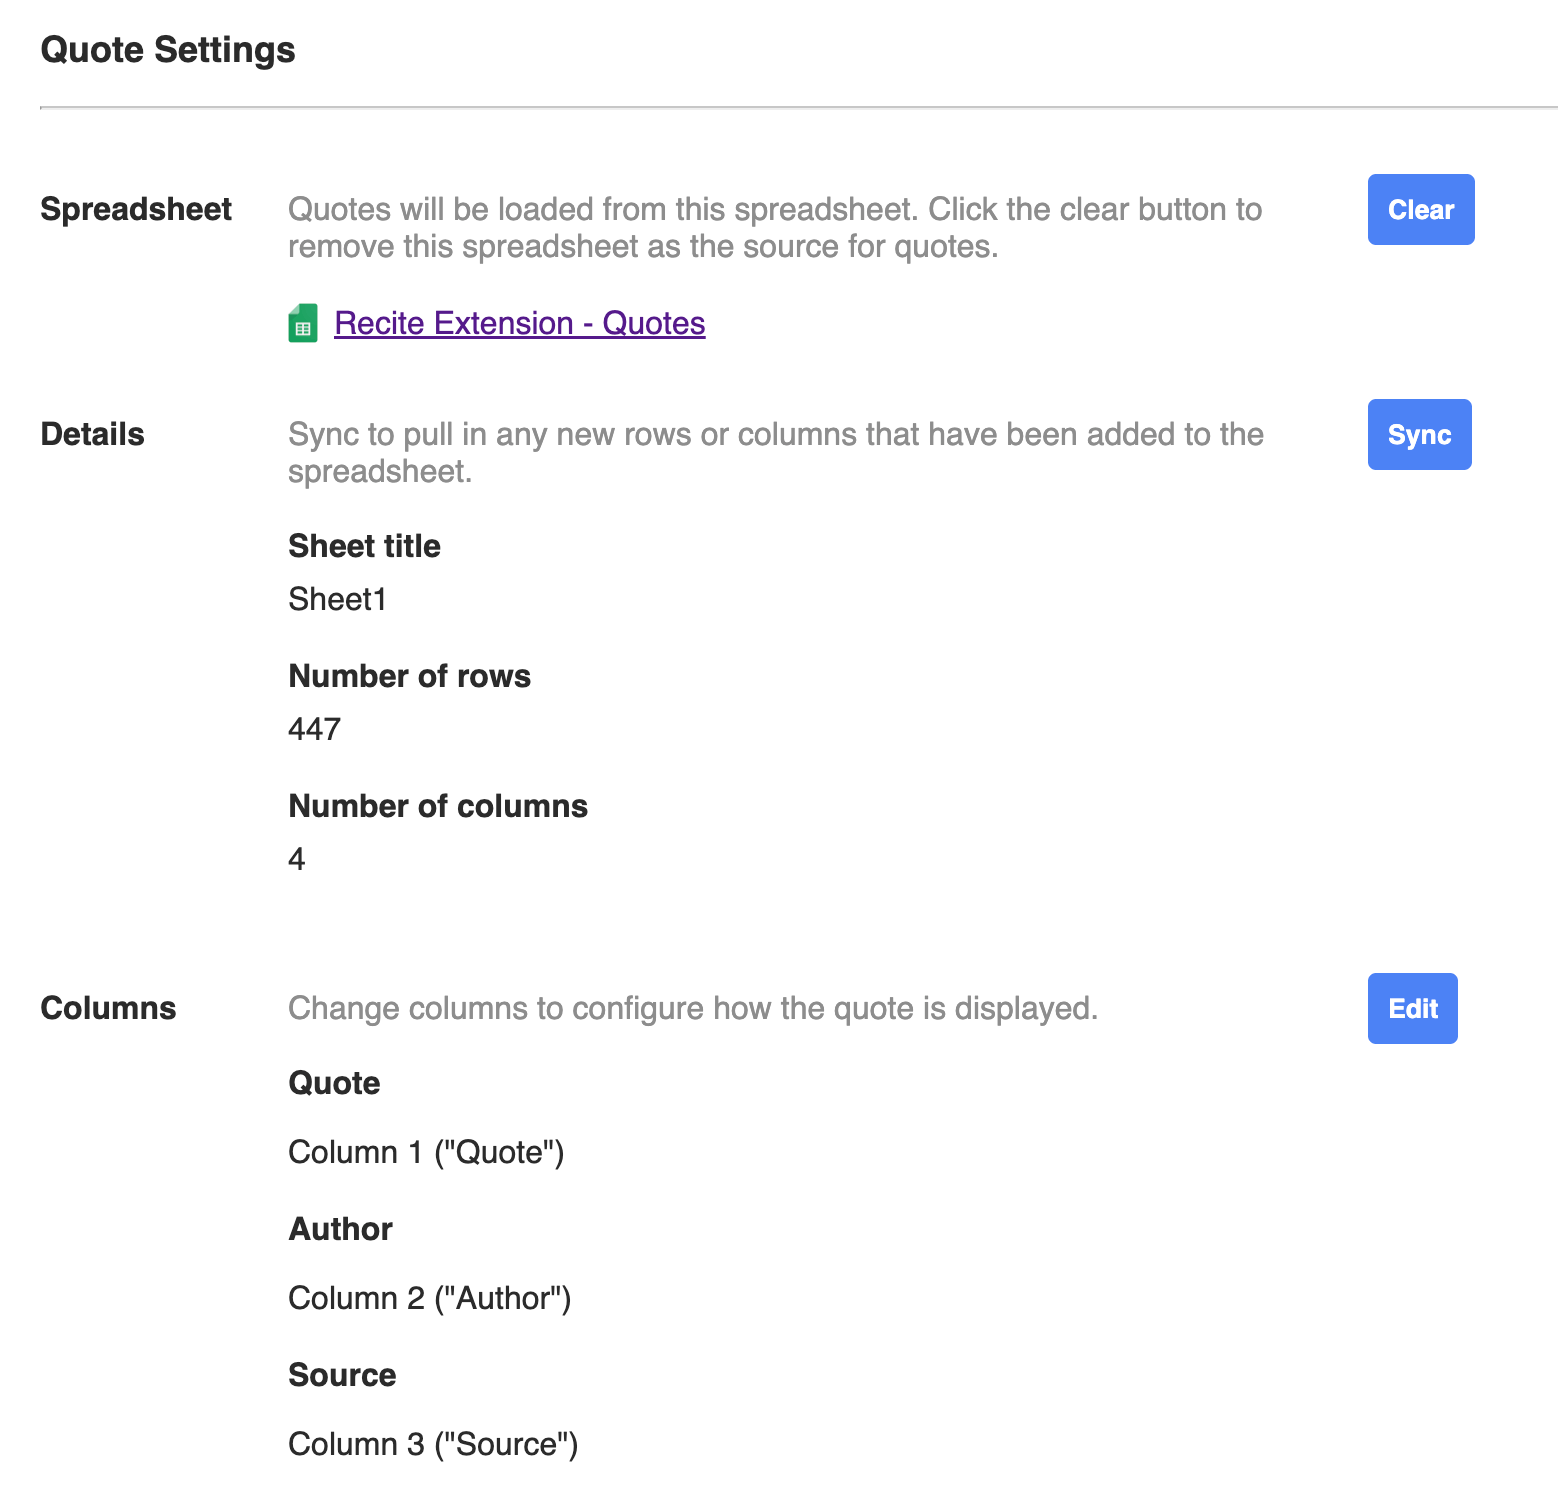 Quote Settings
Spreadsheet
Quotes will be loaded from this spreadsheet. Click the clear button to
remove this spreadsheet as the source for quotes.
Clear
Recite Extension - Quotes
Details
Sync to pull in any new rows or columns that have been added to the
spreadsheet.
Sync
Sheet title
Sheet1
Number of rows
447
Number of columns
4
Columns
Change columns to configure how the quote is displayed.
Edit
Quote
Column 1 ("Quote")
Author
Column 2 ("Author")
Source
Column 3 ("Source")